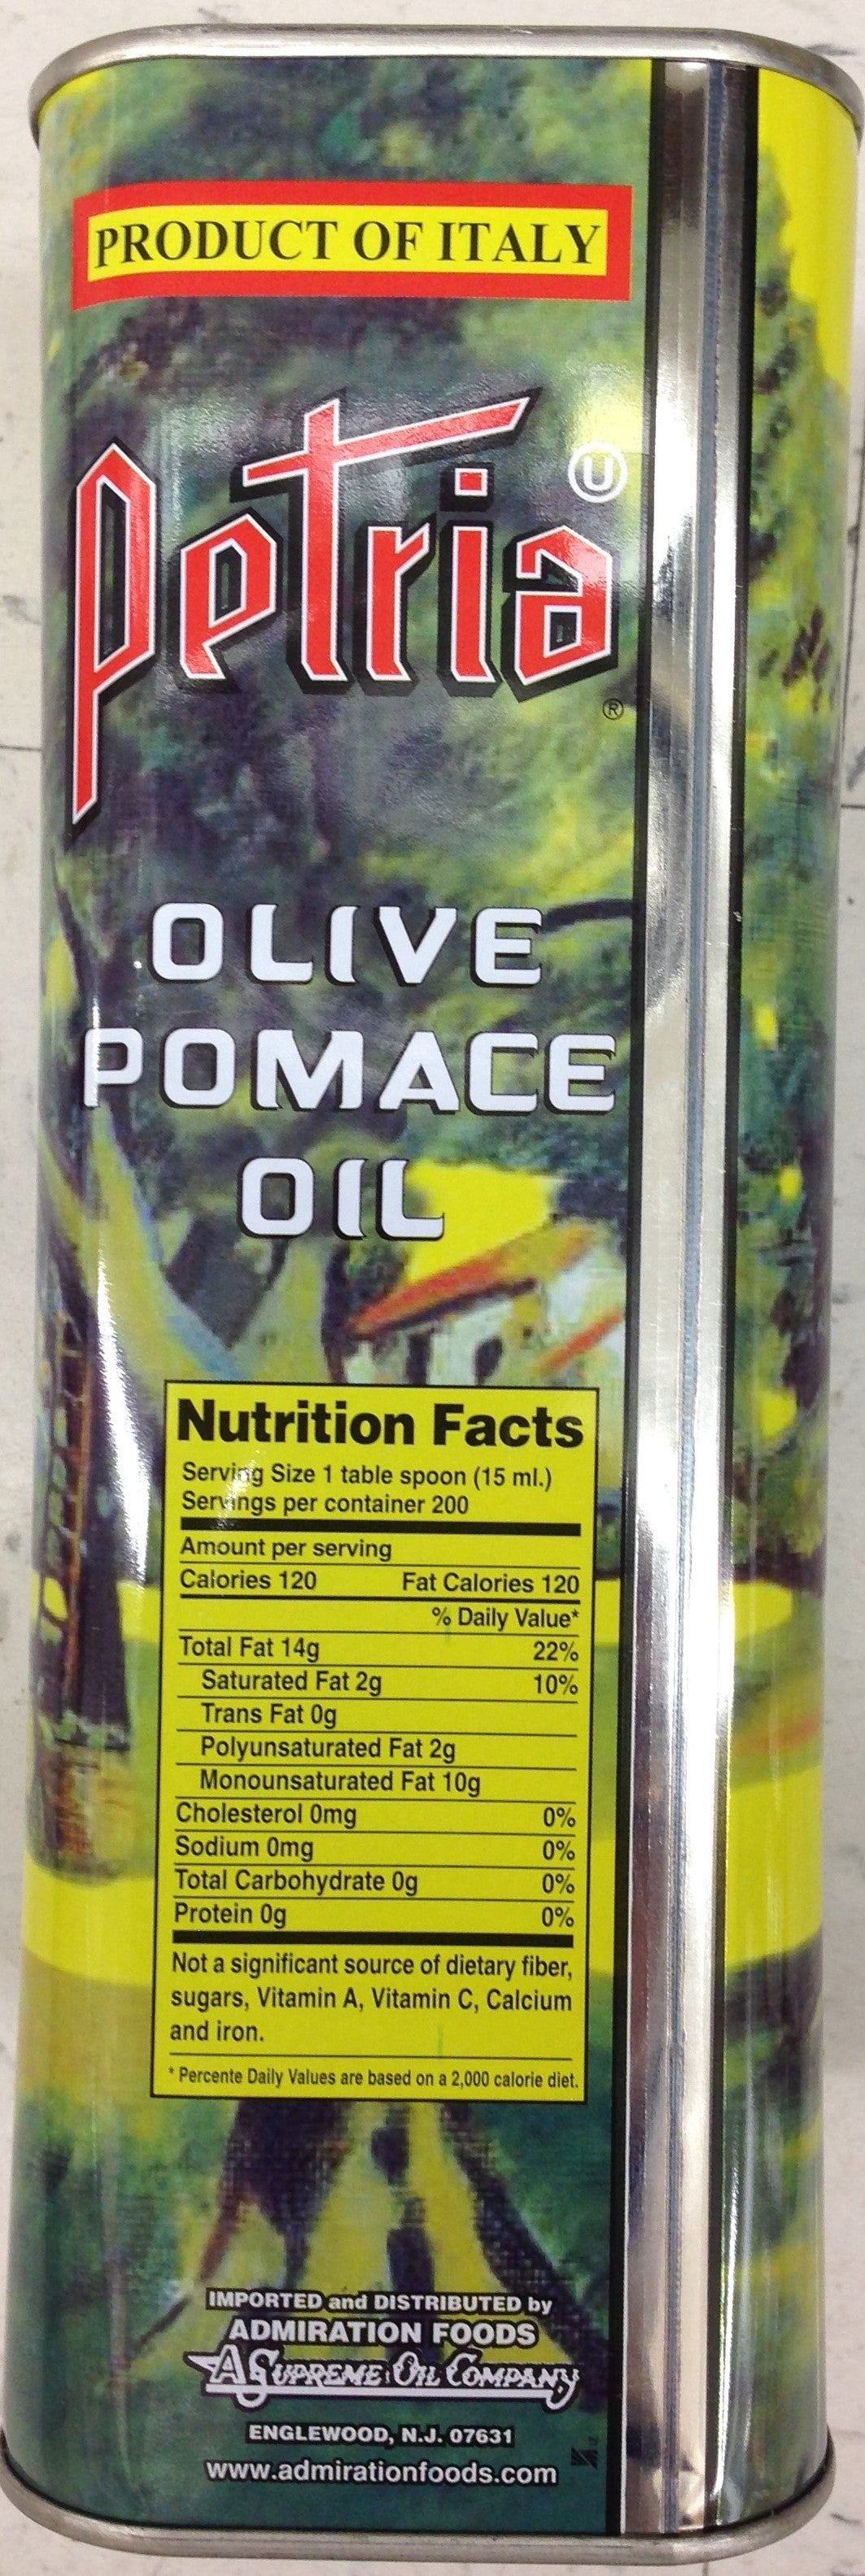 PRODUCT OF ITALY
Petria
U
®
OLIVE
POMACE
OIL
Nutrition Facts
Serving Size 1 table spoon (15 ml.)
Servings per container 200
Amount per serving
Calories 120 Fat Calories 120
% Daily Value*
Total Fat 14g 22%
Saturated Fat 2g 10%
Trans Fat 0g
Polyunsaturated Fat 2g
Monounsaturated Fat 10g
Cholesterol 0mg 0%
Sodium 0mg 0%
Total Carbohydrate 0g 0%
Protein 0g 0%
Not a significant source of dietary fiber,
sugars, Vitamin A, Vitamin C, Calcium
and iron.
* Percente Daily Values are based on a 2,000 calorie diet.
IMPORTED and DISTRIBUTED by
ADMIRATION FOODS
A SUPREME OIL COMPANY
ENGLEWOOD, N.J. 07631
www.admirationfoods.com